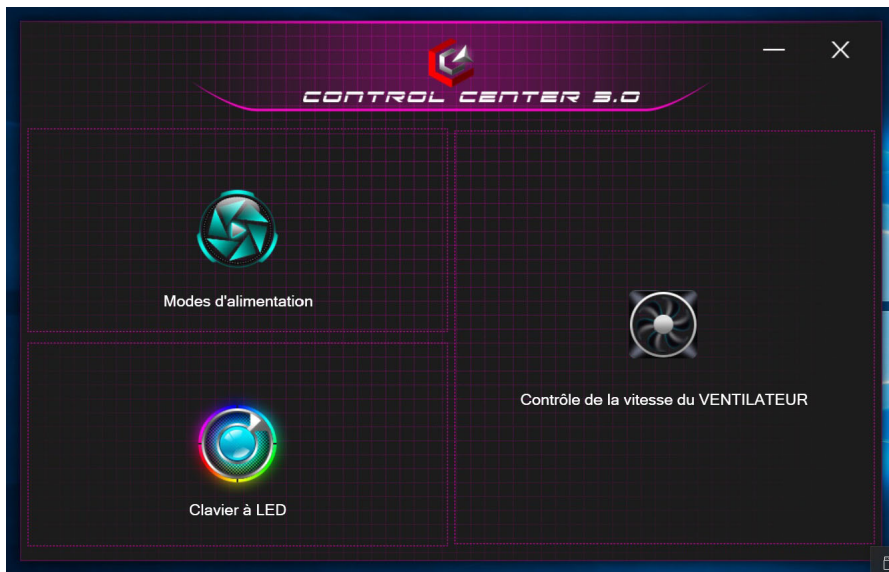 CONTROL CENTER 3.0
Modes d'alimentation
Contrôle de la vitesse du VENTILATEUR
Clavier à LED